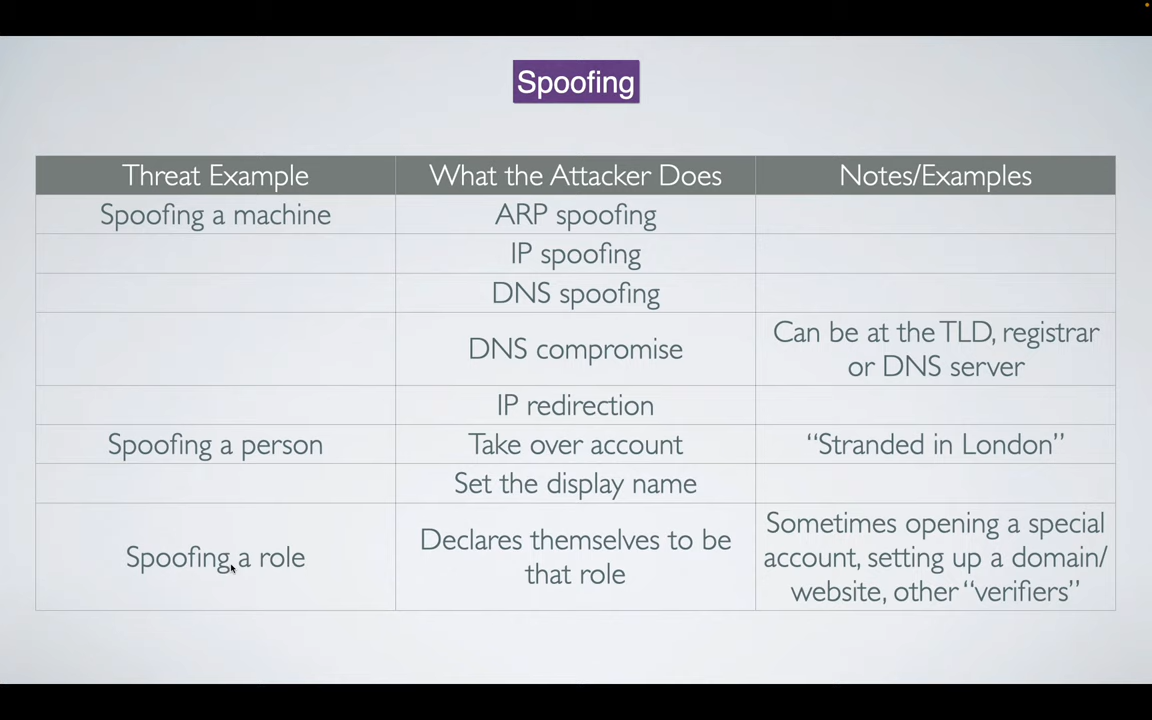 Spoofing
Threat Example What the Attacker Does Notes/Examples
Spoofing a machine ARP spoofing
IP spoofing
DNS spoofing
DNS compromise Can be at the TLD, registrar
or DNS server
IP redirection
Spoofing a person Take over account “Stranded in London”
Set the display name
Spoofing a role
Declares themselves to be
that role
Sometimes opening a special
account, setting up a domain/
website, other “verifiers”